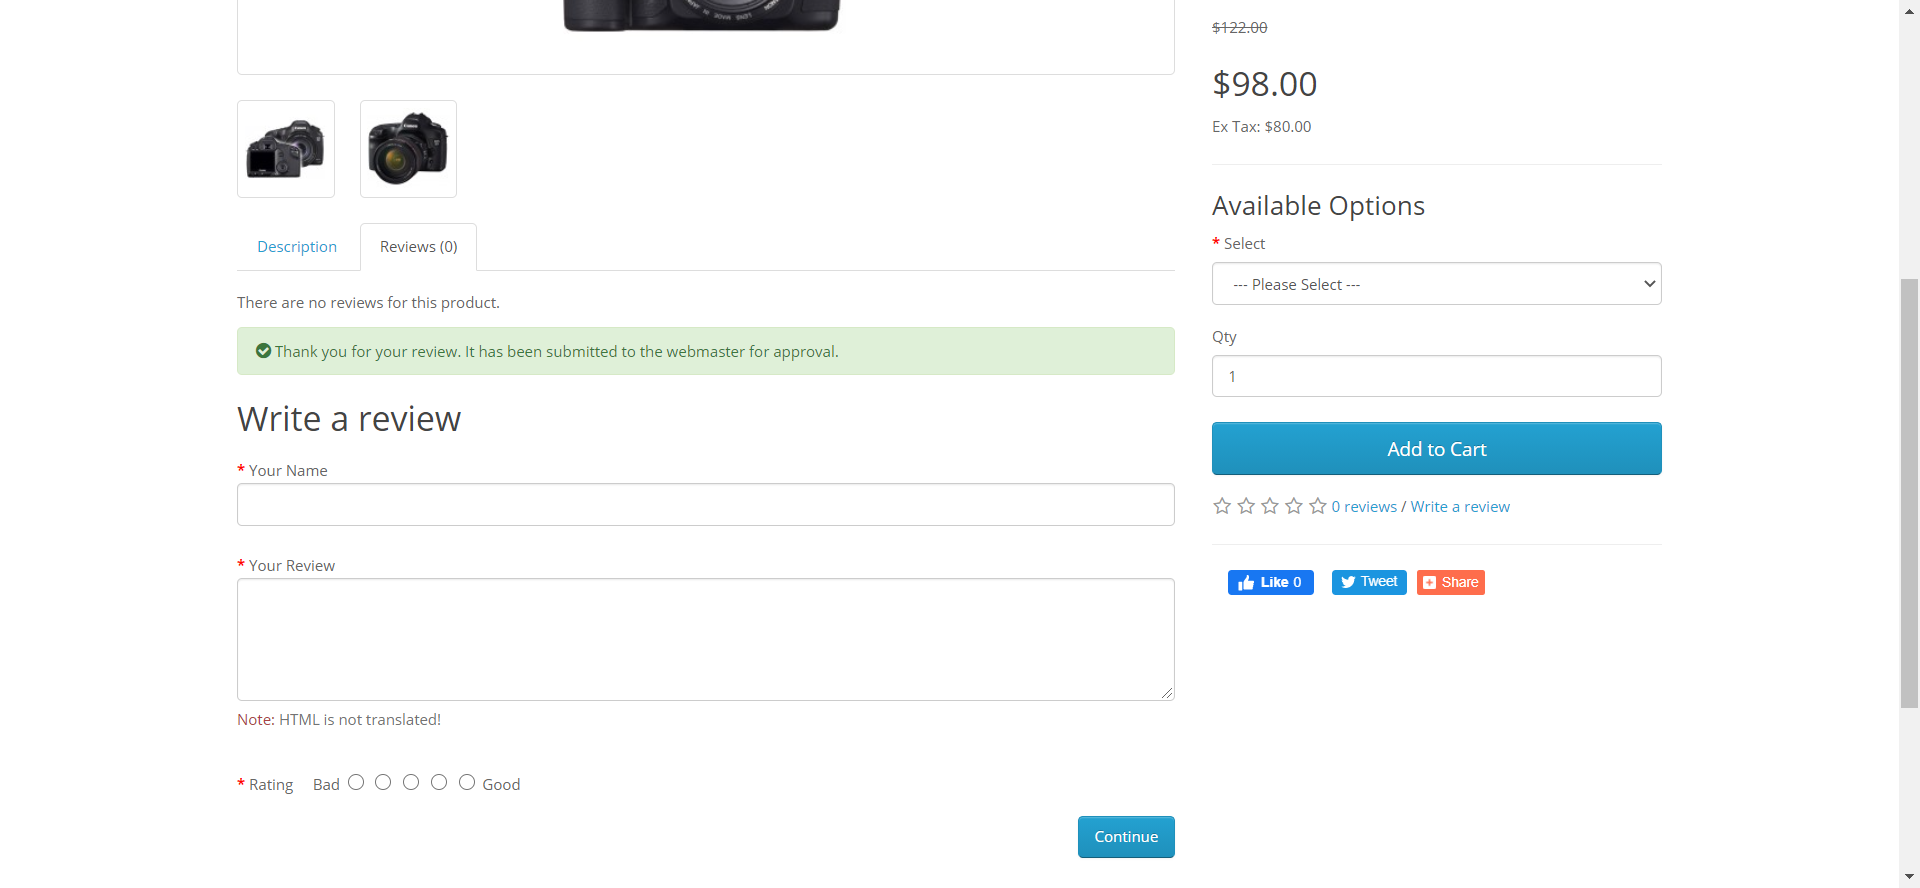 $122.00
$98.00
Ex Tax: $80.00
Available Options
* Select
--- Please Select ---
Qty
1
Add to Cart
0 reviews / Write a review
Like 0
Tweet
Share
Description
Reviews (0)
There are no reviews for this product.
Thank you for your review. It has been submitted to the webmaster for approval.
Write a review
* Your Name
* Your Review
Note: HTML is not translated!
* Rating Bad Good
Continue